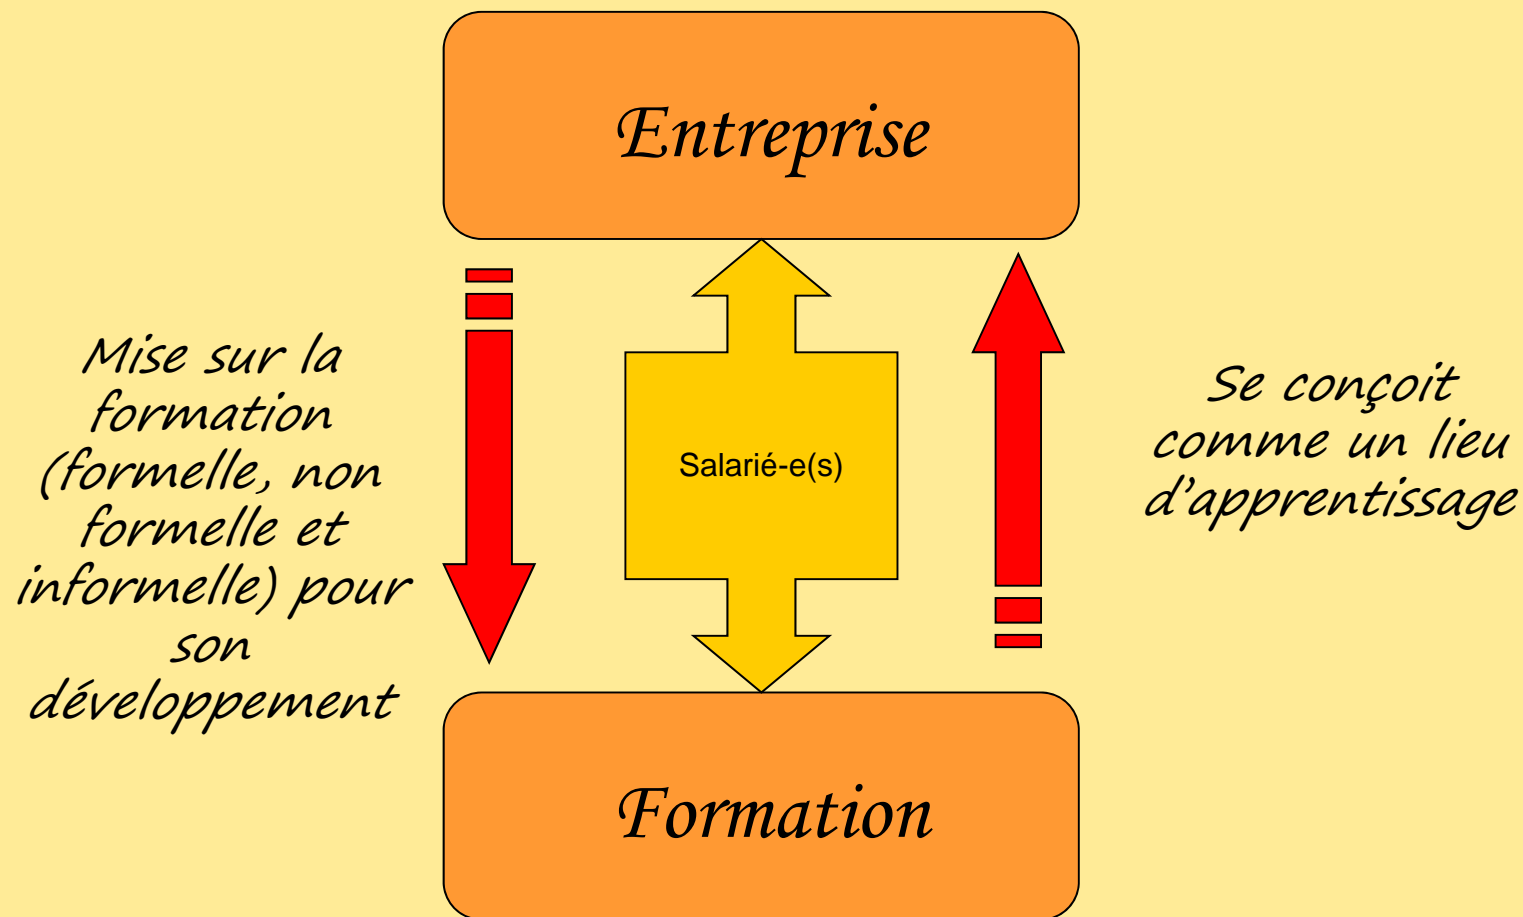 Entreprise
Mise sur la
formation
(formelle, non
formelle et
informelle) pour
son
développement
Salarié-e(s)
Se conçoit
comme un lieu
d'apprentissage
Formation